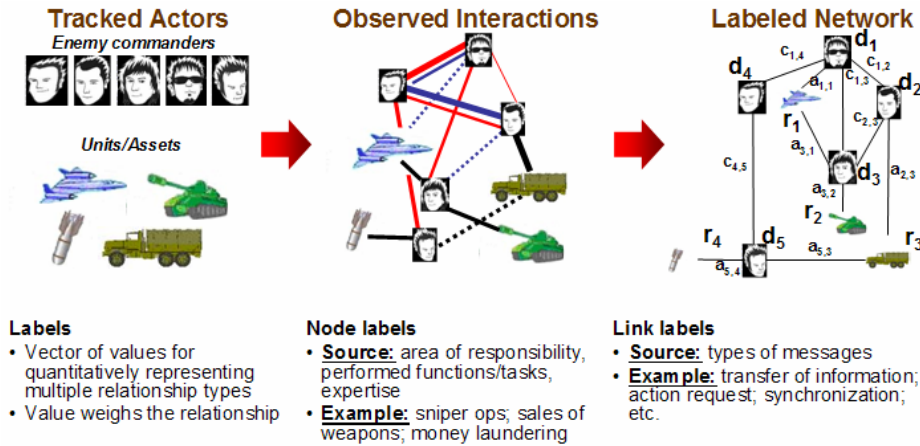 Tracked Actors
Enemy commanders
Units/Assets
Observed Interactions
Labeled Network
d1
c1,4
c1,2
d4
a1,1
c1,3
d2
r1
c2,3
a3,1
c4,5
d3
a2,3
a3,2
r2
r4
d5
a5,3
r3
a5,4
Labels
• Vector of values for
quantitatively representing
multiple relationship types
• Value weighs the relationship
Node labels
• Source: area of responsibility,
performed functions/tasks,
expertise
• Example: sniper ops; sales of
weapons; money laundering
Link labels
• Source: types of messages
• Example: transfer of information;
action request; synchronization;
etc.